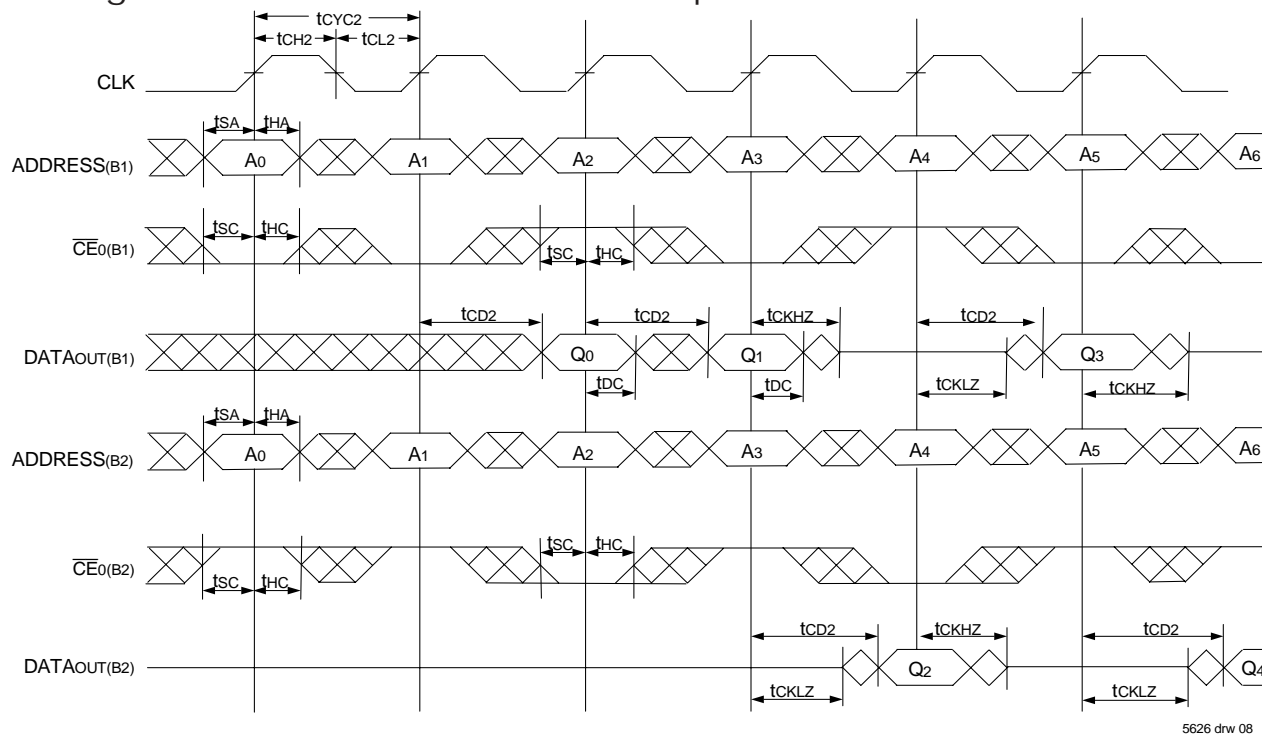 tCYC2
tCH2 tCL2
CLK
tSA tHA
ADDRESS(B1) A0 A1 A2 A3 A4 A5 A6
tSC tHC tSC tHC
CE0(B1)
tCD2 tCD2 tCKHZ tCD2
DATAOUT(B1) Q0 Q1 Q3
tDC tDC tCKLZ tCKHZ
tSA tHA
ADDRESS(B2) A0 A1 A2 A3 A4 A5 A6
tSC tHC
CE0(B2)
tSC tHC
tCD2 tCKHZ tCD2
DATAOUT(B2) Q2 Q4
tCKLZ tCKLZ
5626 drw 08